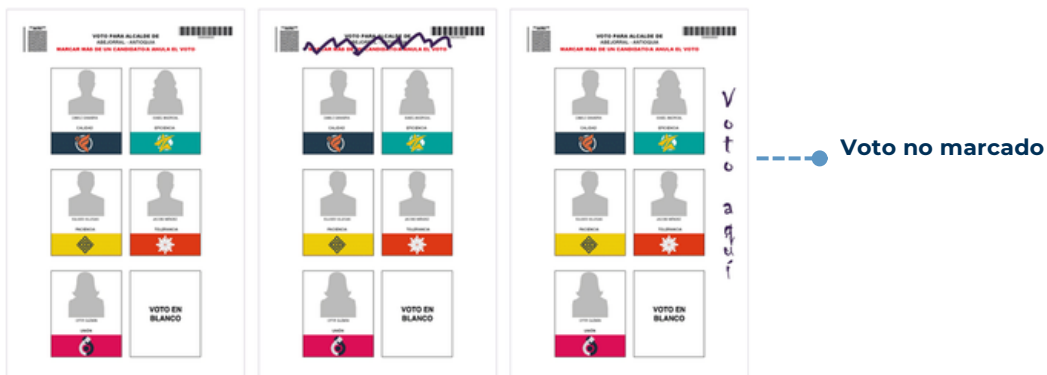 VOTO PARA ALCALDE DE
ABEJORRAL - ANTIOQUIA
MARCAR MÁS DE UN CANDIDATO/A ANULA EL VOTO
CALIDAD
EFICIENCIA
PACIENCIA
TOLERANCIA
UNIÓN
VOTO EN
BLANCO
VOTO PARA ALCALDE DE
MARCAR MÁS DE UN CANDIDATO/A ANULA EL VOTO
CALIDAD
EFICIENCIA
PACIENCIA
TOLERANCIA
UNIÓN
VOTO EN
BLANCO
VOTO PARA ALCALDE DE
ABEJORRAL - ANTIOQUIA
MARCAR MÁS DE UN CANDIDATO/A ANULA EL VOTO
CALIDAD
EFICIENCIA
PACIENCIA
TOLERANCIA
UNIÓN
VOTO EN
BLANCO
Voto aquí
Voto no marcado